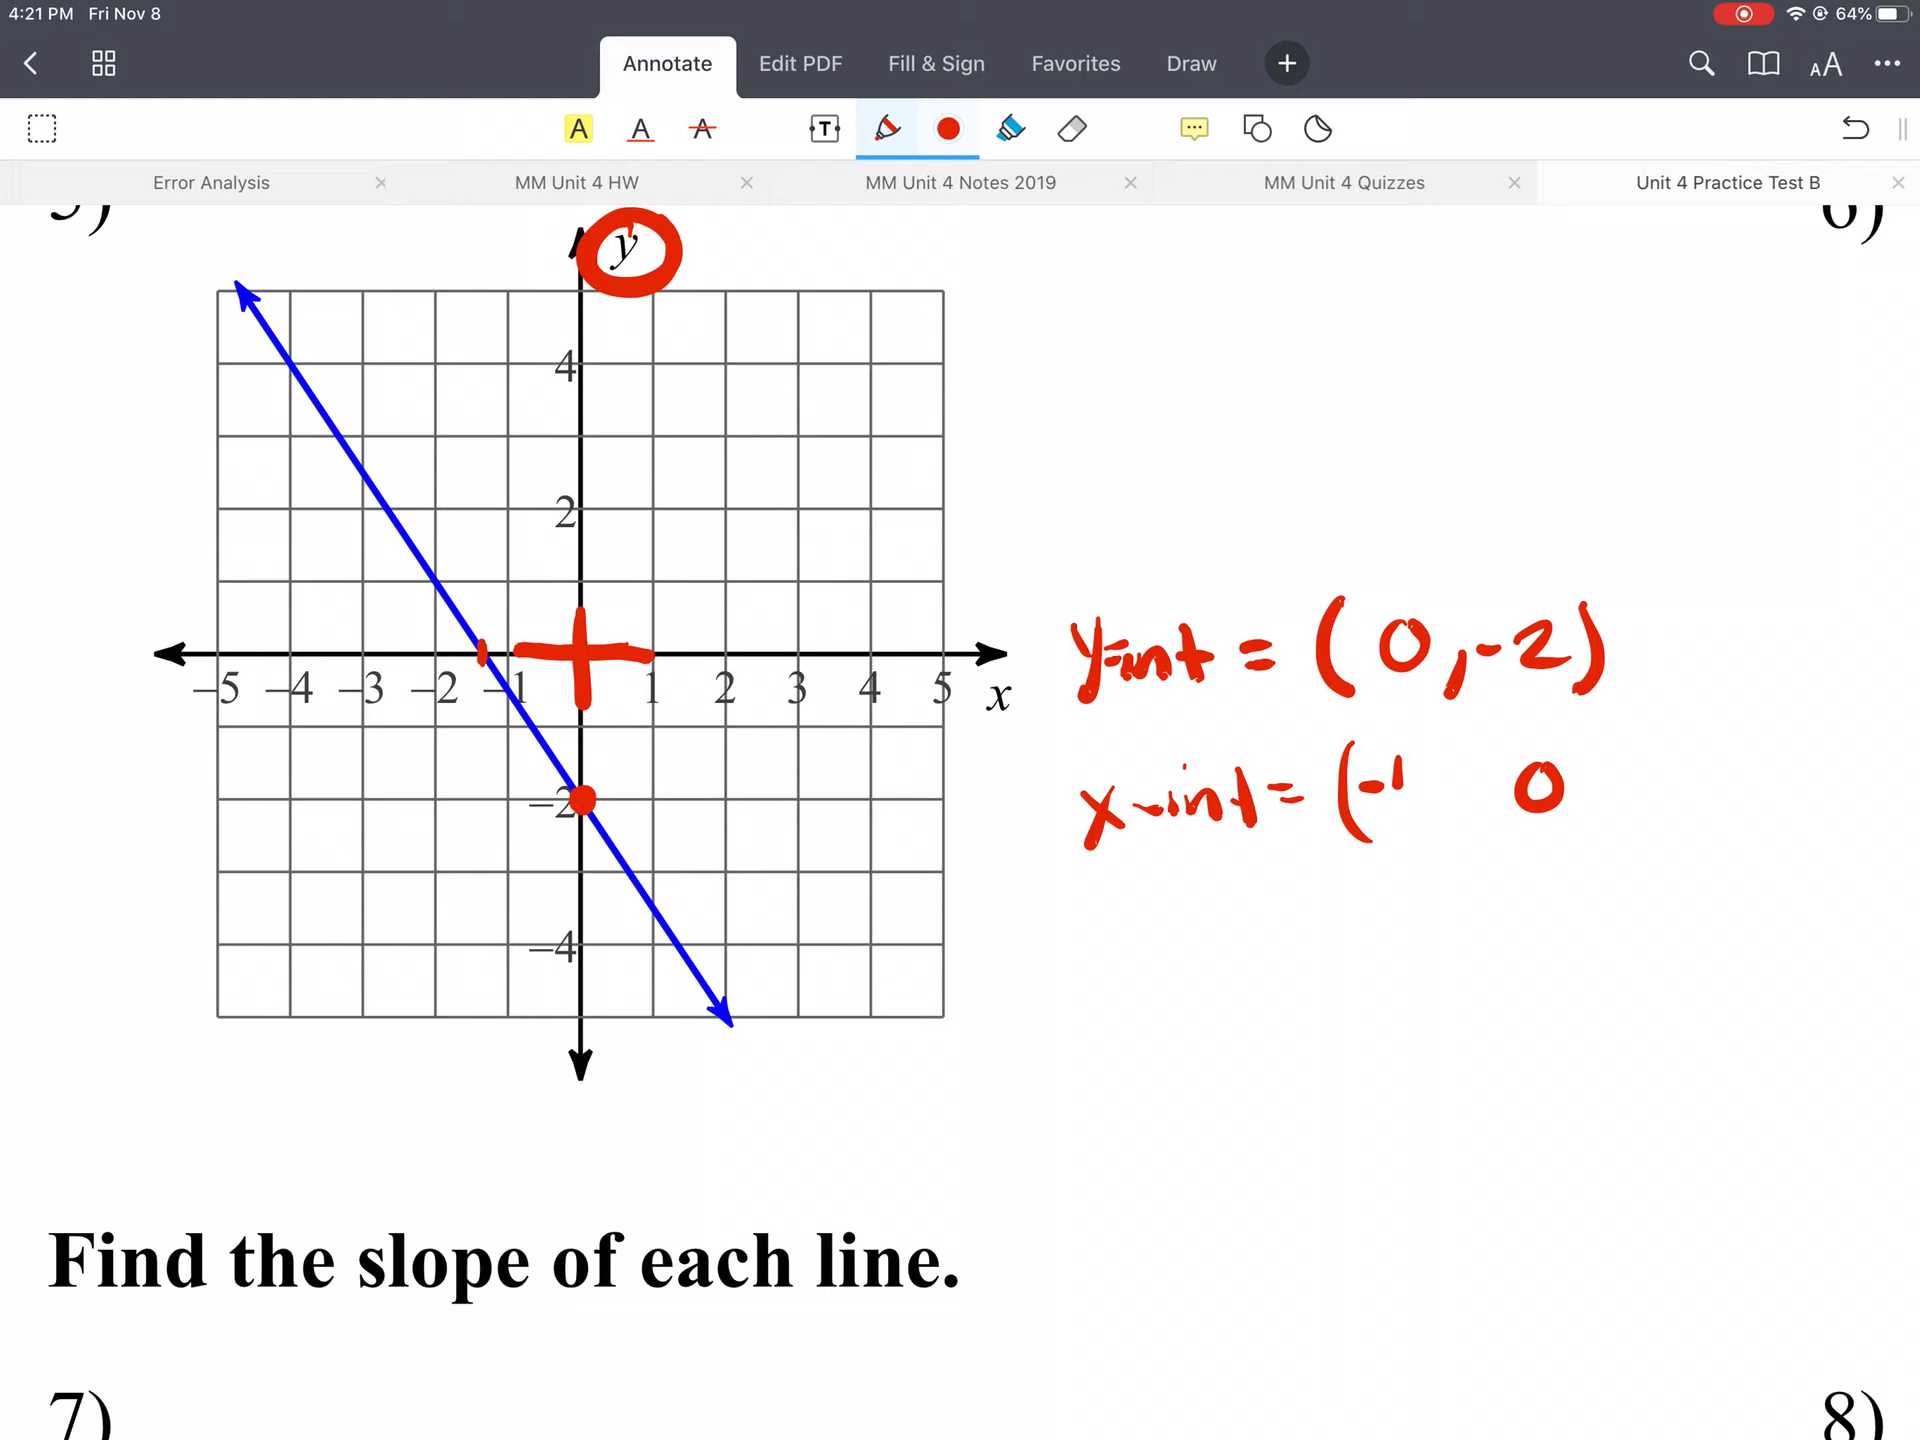 4:21 PM Fri Nov 8
64%
Annotate Edit PDF Fill & Sign Favorites Draw
AA
A A A T
Error Analysis MM Unit 4 HW MM Unit 4 Notes 2019 MM Unit 4 Quizzes Unit 4 Practice Test B
5) 6)
y
4
2
–5 –4 –3 –2 –1 1 2 3 4 5 x
–2
–4
y-int = (0, -2)
x-int = (-1 0
Find the slope of each line.
7) 8)